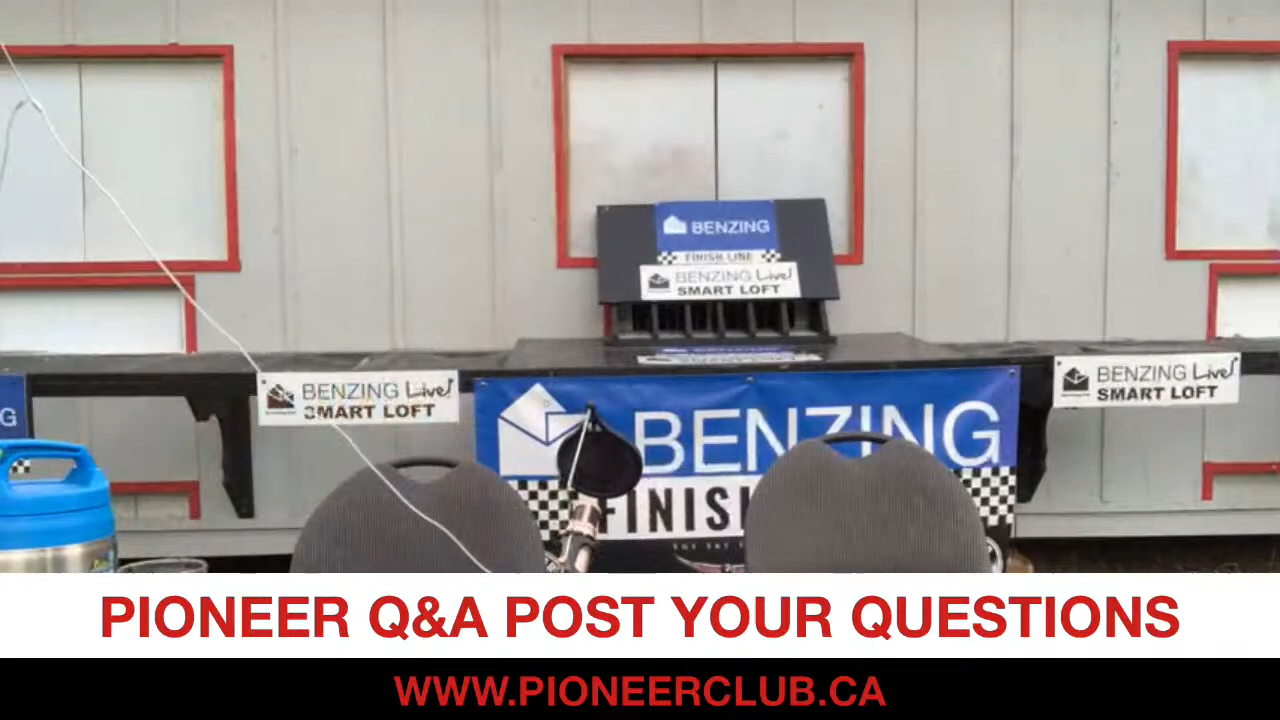 BENZING
FINISH LINE
BENZING Live!
SMART LOFT
BENZING Live!
SMART LOFT
BENZING Live!
SMART LOFT
G
BENZING
FINIS
PIONEER Q&A POST YOUR QUESTIONS
WWW.PIONEERCLUB.CA